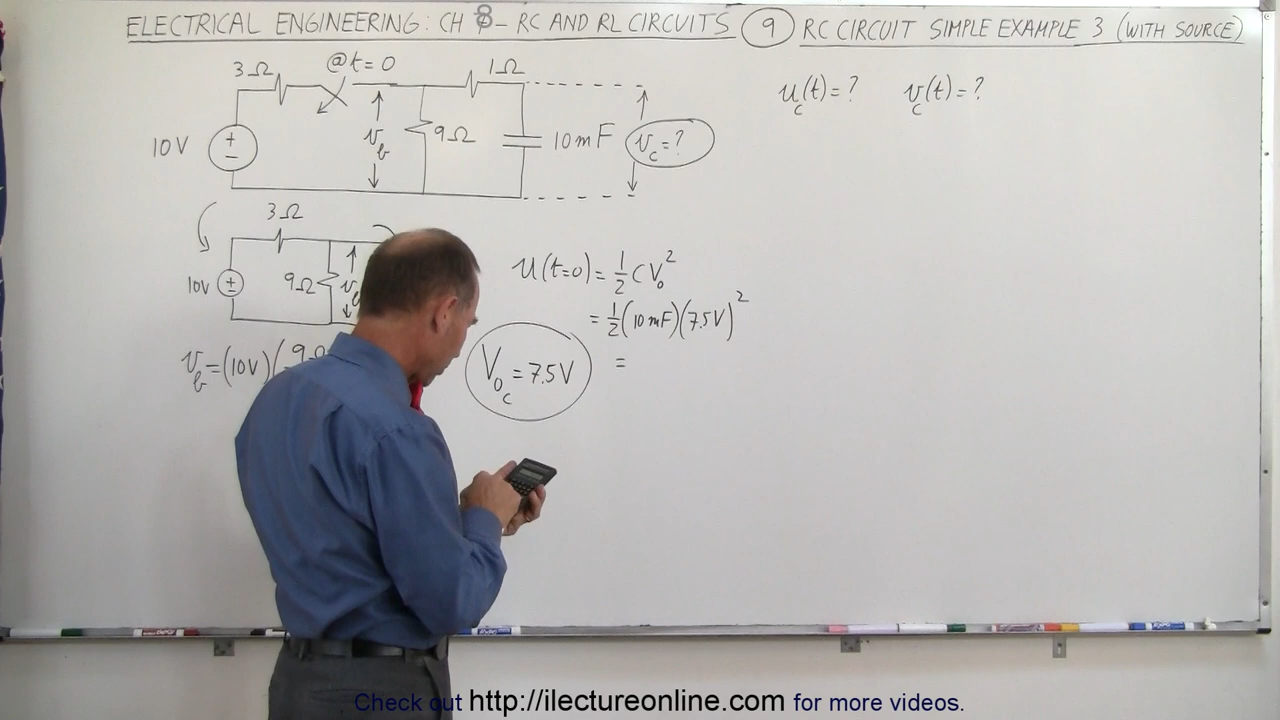 ELECTRICAL ENGINEERING: CH 8 – RC AND RL CIRCUITS (9) RC CIRCUIT SIMPLE EXAMPLE 3 (WITH SOURCE)
3Ω @t=0 1Ω
u_c(t)=? v_c(t)=?
10V + − v_b 9Ω 10mF v_c=?
3Ω
10V + − 9Ω v
u(t=0) = 1/2 C V_0^2
= 1/2 (10mF)(7.5V)^2
v_b = (10V)(9
V_0c = 7.5V
=
Check out http://ilectureonline.com for more videos.